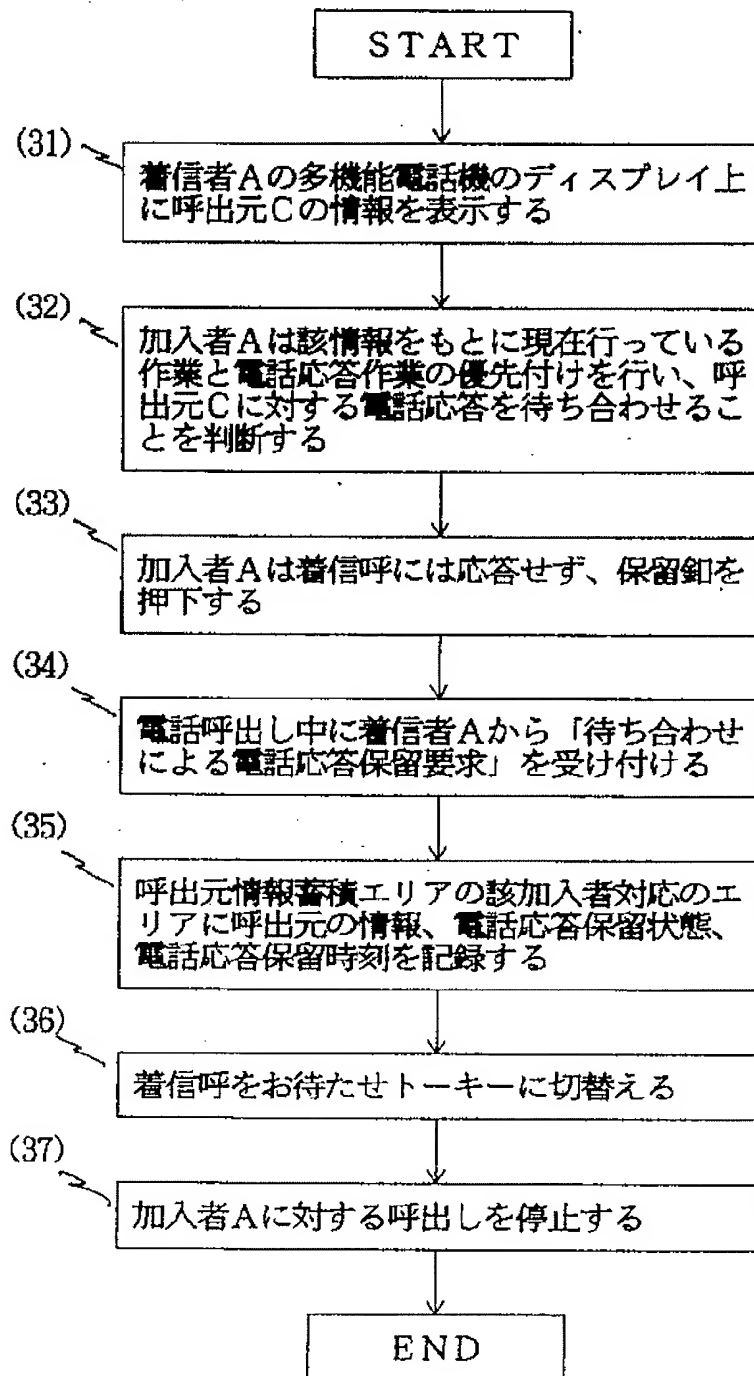 START
(31)
着信者Aの多機能電話機のディスプレイ上
に呼出元Cの情報を表示する
(32)
加入者Aは該情報をもとに現在行っている
作業と電話応答作業の優先付けを行い、呼
出元Cに対する電話応答を待ち合わせるこ
とを判断する
(33)
加入者Aは着信呼には応答せず、保留釦を
押下する
(34)
電話呼出し中に着信者Aから「待ち合わせ
による電話応答保留要求」を受け付ける
(35)
呼出元情報蓄積エリアの該加入者対応のエ
リアに呼出元の情報、電話応答保留状態、
電話応答保留時刻を記録する
(36)
着信呼をお待たせトーキーに切替える
(37)
加入者Aに対する呼出しを停止する
END